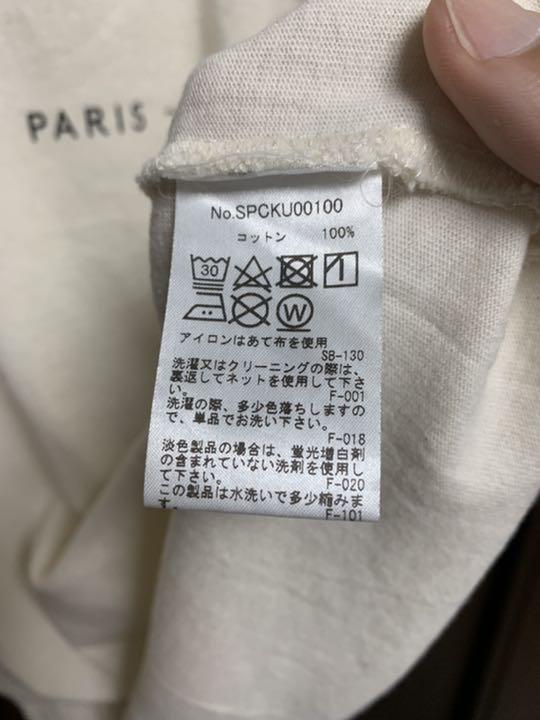 PARIS -
No.SPCKU00100
コットン 100%
30
W
アイロンはあて布を使用
SB-130
洗濯又はクリーニングの際は、
裏返してネットを使用して下さ
い。 F-001
洗濯の際、多少色落ちしますの
で、単品でお洗い下さい。
F-018
淡色製品の場合は、蛍光増白剤
の含まれていない洗剤を使用し
て下さい。 F-020
この製品は水洗いで多少縮みま
す。 F-101